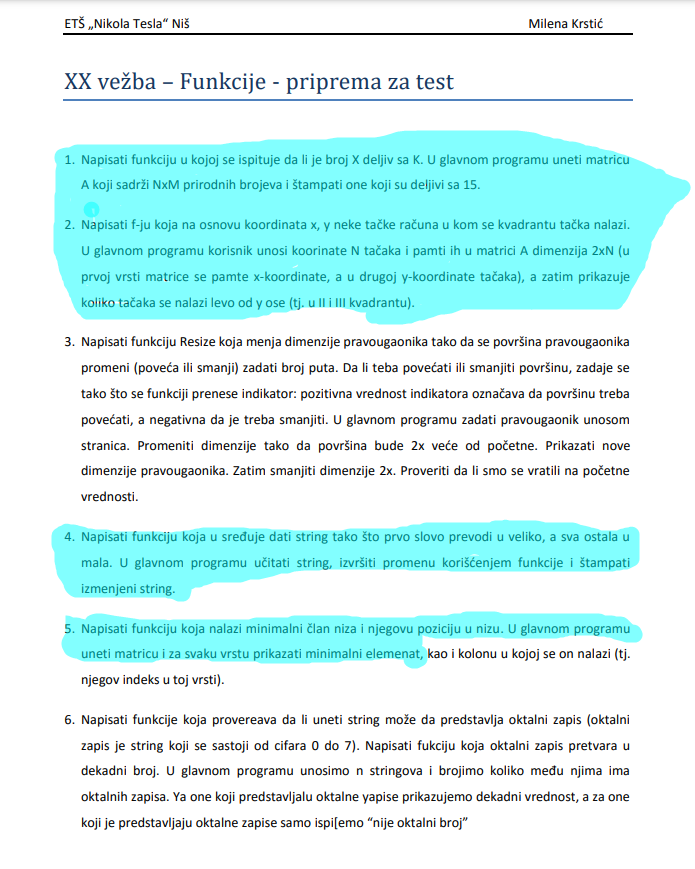 ETŠ „Nikola Tesla“ Niš Milena Krstić
XX vežba – Funkcije - priprema za test
1. Napisati funkciju u kojoj se ispituje da li je broj X deljiv sa K. U glavnom programu uneti matricu
A koji sadrži NxM prirodnih brojeva i štampati one koji su deljivi sa 15.
2. Napisati f-ju koja na osnovu koordinata x, y neke tačke računa u kom se kvadrantu tačka nalazi.
U glavnom programu korisnik unosi koorinate N tačaka i pamti ih u matrici A dimenzija 2xN (u
prvoj vrsti matrice se pamte x-koordinate, a u drugoj y-koordinate tačaka), a zatim prikazuje
koliko tačaka se nalazi levo od y ose (tj. u II i III kvadrantu).
3. Napisati funkciju Resize koja menja dimenzije pravougaonika tako da se površina pravougaonika
promeni (poveća ili smanji) zadati broj puta. Da li teba povećati ili smanjiti površinu, zadaje se
tako što se funkciji prenese indikator: pozitivna vrednost indikatora označava da površinu treba
povećati, a negativna da je treba smanjiti. U glavnom programu zadati pravougaonik unosom
stranica. Promeniti dimenzije tako da površina bude 2x veće od početne. Prikazati nove
dimenzije pravougaonika. Zatim smanjiti dimenzije 2x. Proveriti da li smo se vratili na početne
vrednosti.
4. Napisati funkciju koja u sređuje dati string tako što prvo slovo prevodi u veliko, a sva ostala u
mala. U glavnom programu učitati string, izvršiti promenu korišćenjem funkcije i štampati
izmenjeni string.
5. Napisati funkciju koja nalazi minimalni član niza i njegovu poziciju u nizu. U glavnom programu
uneti matricu i za svaku vrstu prikazati minimalni elemenat, kao i kolonu u kojoj se on nalazi (tj.
njegov indeks u toj vrsti).
6. Napisati funkcije koja provereava da li uneti string može da predstavlja oktalni zapis (oktalni
zapis je string koji se sastoji od cifara 0 do 7). Napisati fukciju koja oktalni zapis pretvara u
dekadni broj. U glavnom programu unosimo n stringova i brojimo koliko među njima ima
oktalnih zapisa. Ya one koji predstavljalu oktalne yapise prikazujemo dekadni vrednost, a za one
koji je predstavljaju oktalne zapise samo ispi[emo “nije oktalni broj”